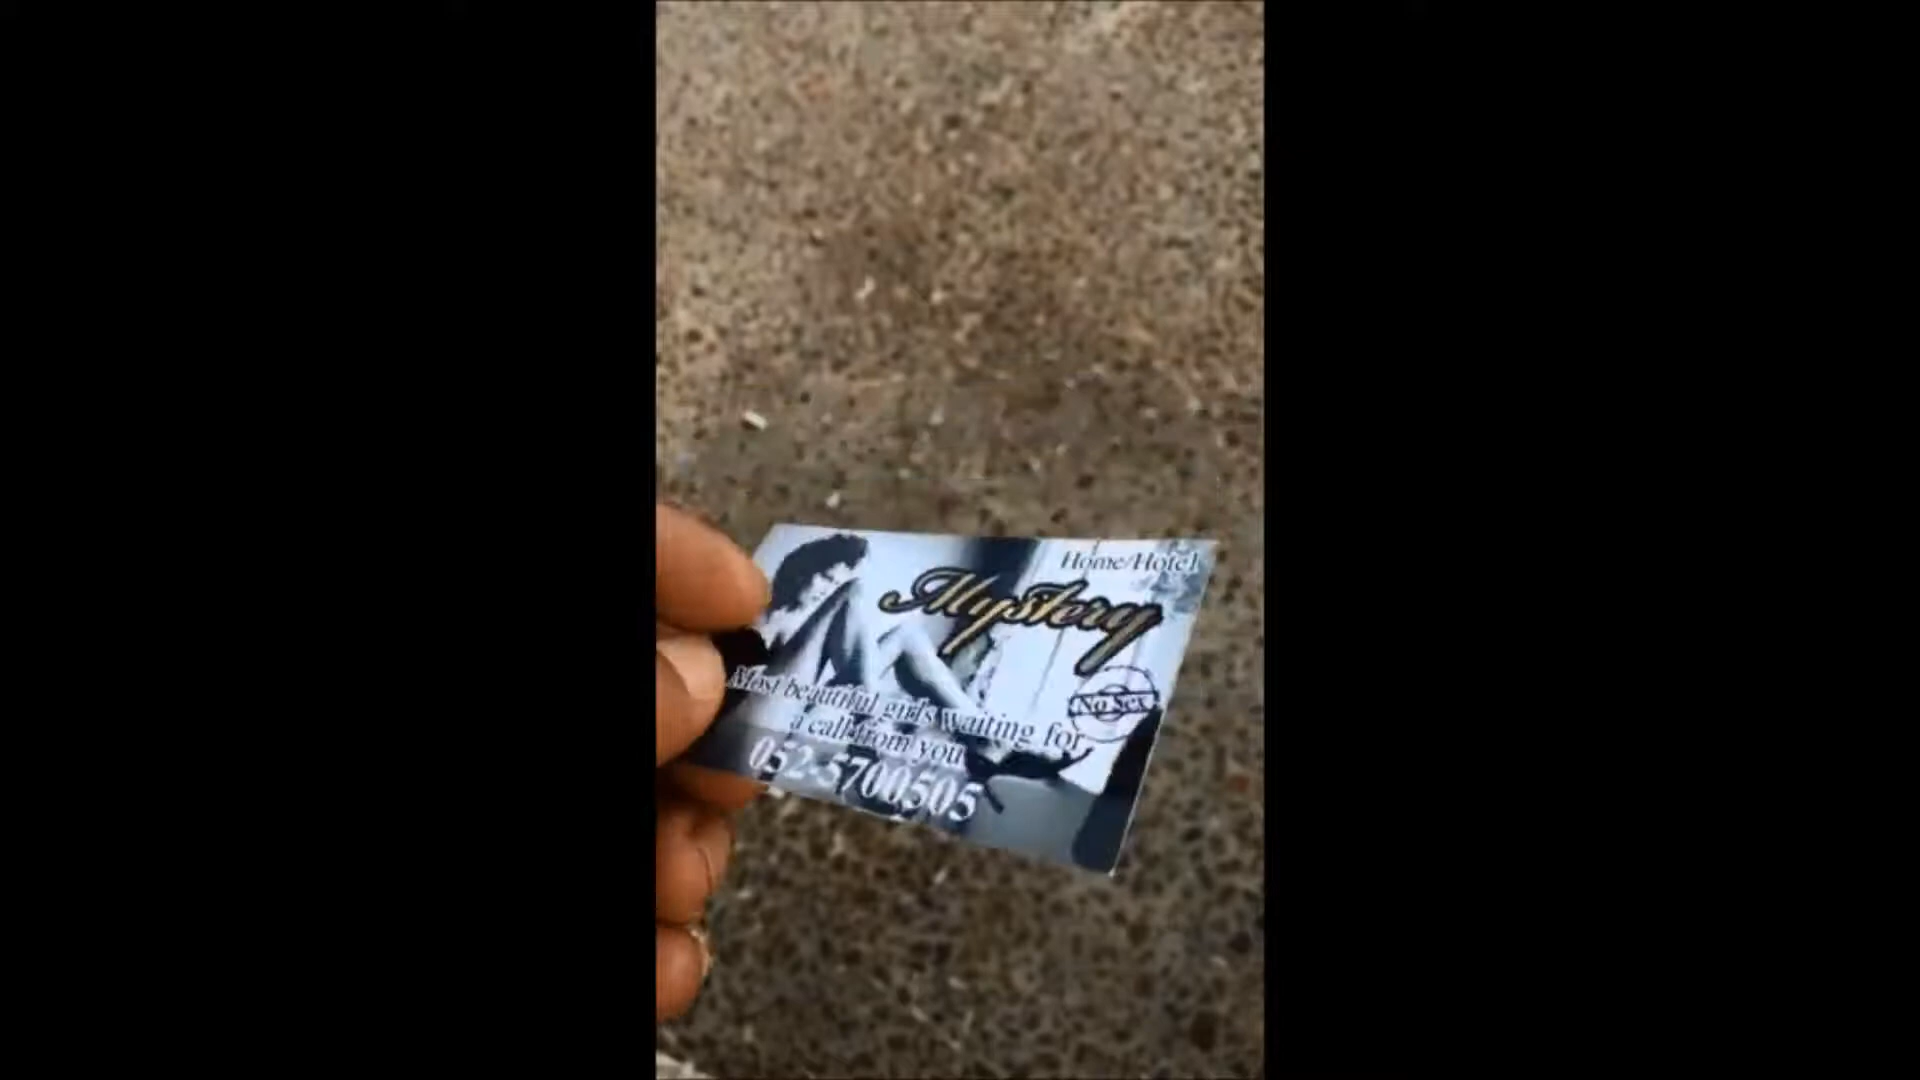 Home/Hotel
Mystery
No Sex
Most beautiful girls waiting for
a call from you
052-5700505